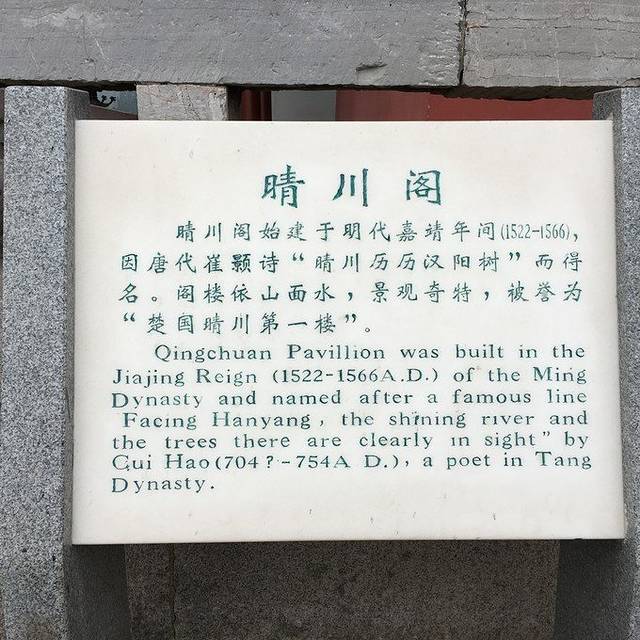 晴川阁
晴川阁始建于明代嘉靖年间(1522-1566),
因唐代崔颢诗“晴川历历汉阳树”而得
名。阁楼依山面水,景观奇特,被誉为
“楚国晴川第一楼”。
Qingchuan Pavillion was built in the
Jiajing Reign (1522-1566A.D.) of the Ming
Dynasty and named after a famous line
Facing Hanyang, the shining river and
the trees there are clearly in sight" by
Cui Hao(704?-754A D.), a poet in Tang
Dynasty.